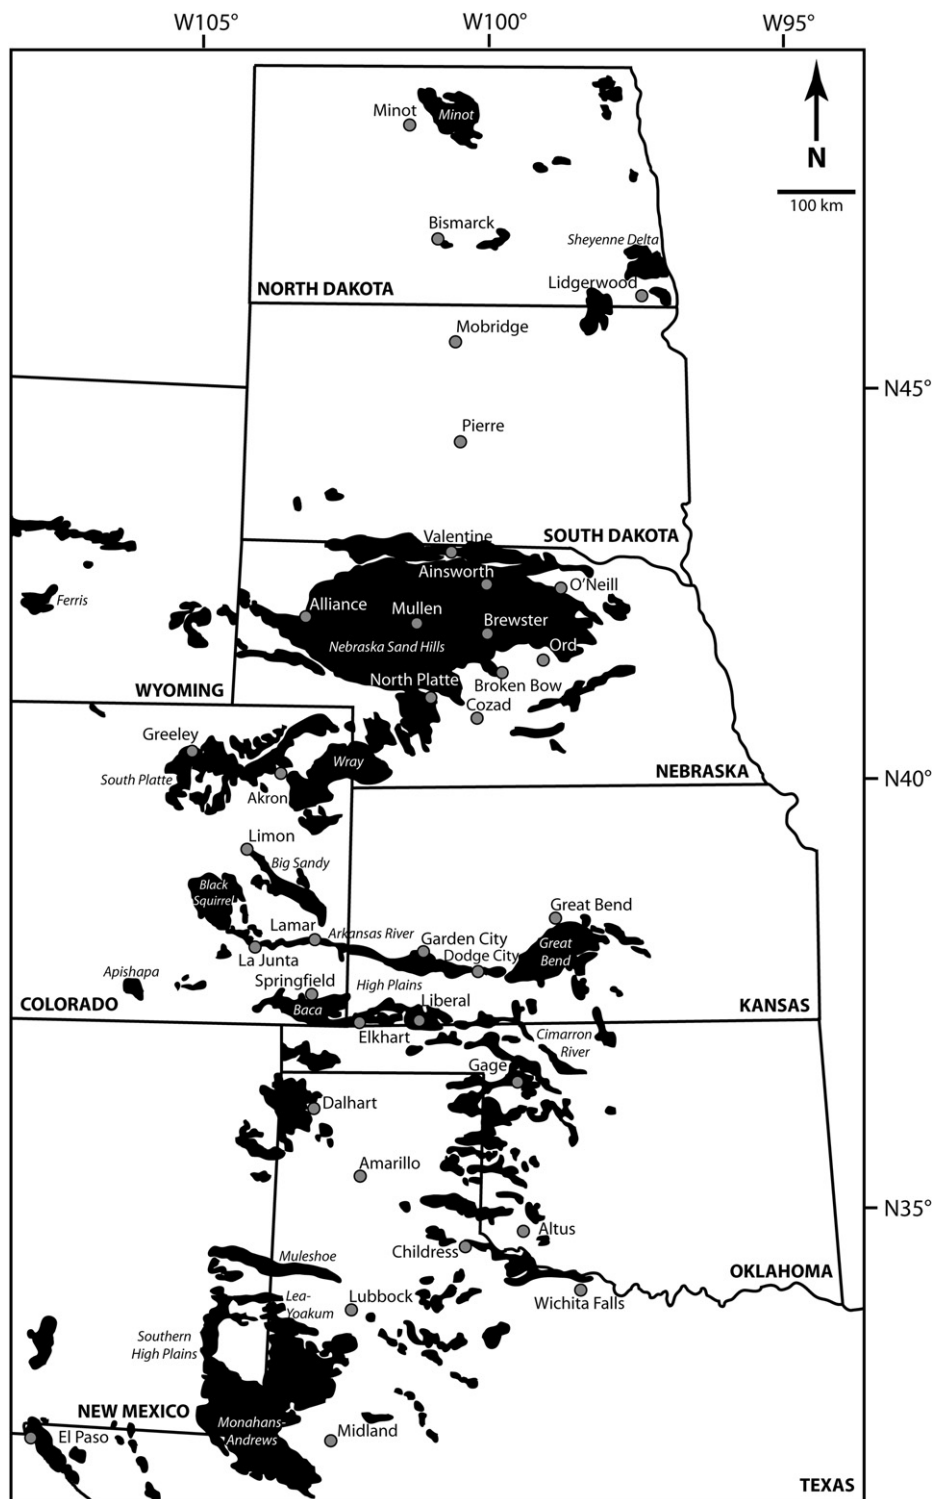 W105°
W100°
W95°
Minot
Minot
N
100 km
Bismarck
Sheyenne Delta
Lidgerwood
NORTH DAKOTA
Mobridge
N45°
Pierre
SOUTH DAKOTA
Valentine
Ainsworth
O'Neill
Ferris
Alliance
Mullen
Brewster
Nebraska Sand Hills
Ord
North Platte
Broken Bow
WYOMING
Cozad
Greeley
Wray
South Platte
NEBRASKA
N40°
Akron
Limon
Big Sandy
Black
Squirrel
Great Bend
Lamar
Arkansas River
Garden City
Great
Bend
La Junta
Dodge City
Apishapa
Springfield
High Plains
COLORADO
Baca
Liberal
KANSAS
Elkhart
Cimarron
River
Gage
Dalhart
Amarillo
N35°
Altus
Childress
Muleshoe
OKLAHOMA
Lea-
Yoakum
Lubbock
Wichita Falls
Southern
High Plains
NEW MEXICO
Monahans-
Andrews
Midland
El Paso
TEXAS